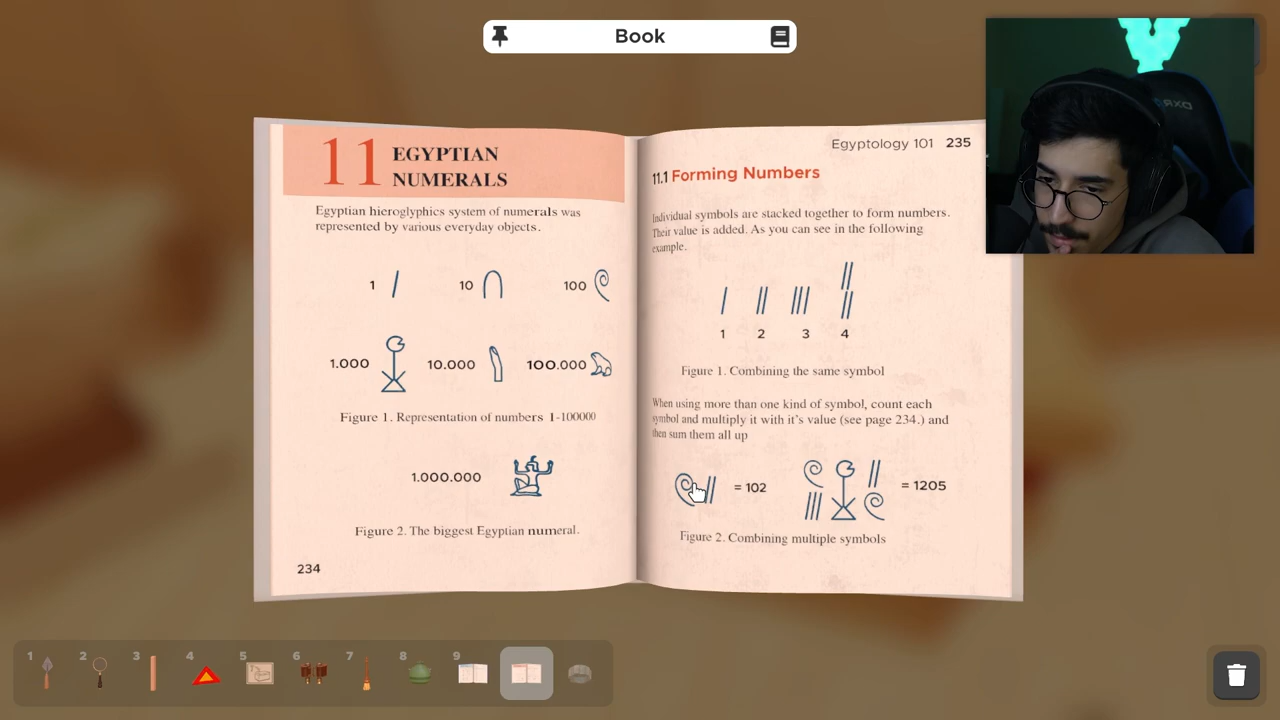 Book
11 EGYPTIAN
NUMERALS
Egyptian hieroglyphics system of numerals was
represented by various everyday objects.
1 10 100
1.000 10.000 100.000
Figure 1. Representation of numbers 1-100000
1.000.000
Figure 2. The biggest Egyptian numeral.
234
Egyptology 101 235
11.1 Forming Numbers
Individual symbols are stacked together to form numbers.
Their value is added. As you can see in the following
example.
1 2 3 4
Figure 1. Combining the same symbol
When using more than one kind of symbol, count each
symbol and multiply it with it's value (see page 234.) and
then sum them all up
= 102 = 1205
Figure 2. Combining multiple symbols
1 2 3 4 5 6 7 8 9